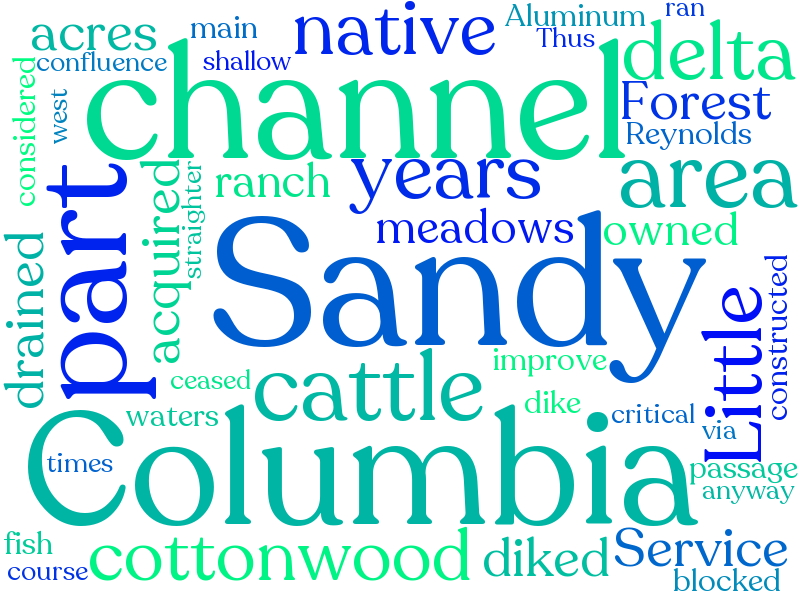 ran
Aluminum
native
main
acres
Thus
delta
confluence
shallow
channel
considered
west
Forest
Reynolds
years
area
ranch
part
acquired
straighter
meadows
owned
Sandy
drained
Little
constructed
improve
cattle
ceased
dike
waters
critical
via
Columbia
times
passage
anyway
fish
course
cottonwood
diked
Service
blocked